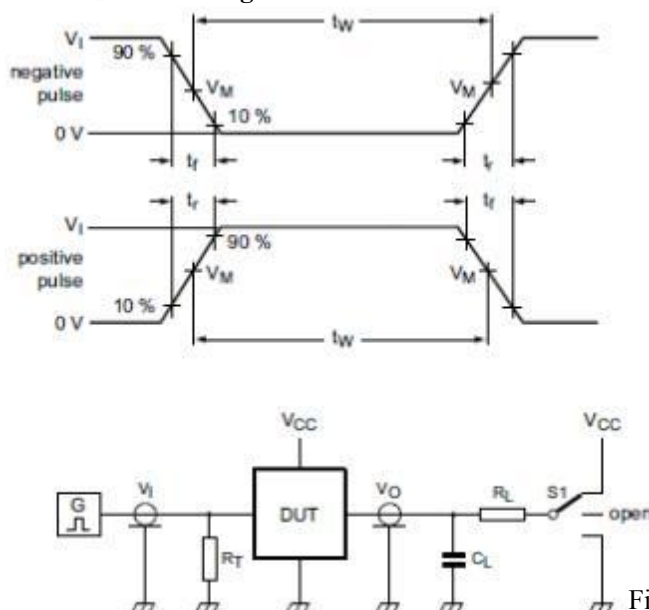 VI
tW
90 %
negative
pulse
VM
VM
10 %
0 V
tf
tr
tr
tf
VI
90 %
positive
pulse
VM
VM
10 %
0 V
tW
VCC
VCC
G
VI
DUT
VO
RL
S1
open
RT
CL
Fi